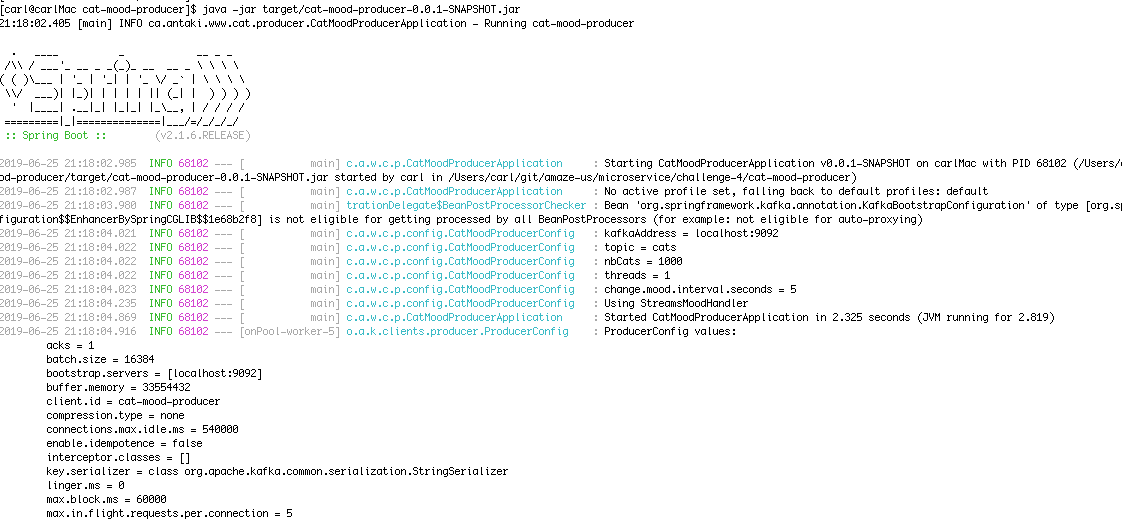 [carl@carlMac cat-mood-producer]$ java -jar target/cat-mood-producer-0.0.1-SNAPSHOT.jar
21:18:02.405 [main] INFO ca.antaki.www.cat.producer.CatMoodProducerApplication - Running cat-mood-producer
  .   ____          _            __ _ _
 /\\ / ___'_ __ _ _(_)_ __  __ _ \ \ \ \
( ( )\___ | '_ | '_| | '_ \/ _` | \ \ \ \
 \\/  ___)| |_)| | | | | || (_| |  ) ) ) )
  '  |____| .__|_| |_|_| |_\__, | / / / /
 =========|_|==============|___/=/_/_/_/
 :: Spring Boot ::        (v2.1.6.RELEASE)
2019-06-25 21:18:02.985  INFO 68102 --- [           main] c.a.w.c.p.CatMoodProducerApplication     : Starting CatMoodProducerApplication v0.0.1-SNAPSHOT on carlMac with PID 68102 (/Users/
od-producer/target/cat-mood-producer-0.0.1-SNAPSHOT.jar started by carl in /Users/carl/git/amaze-us/microservice/challenge-4/cat-mood-producer)
2019-06-25 21:18:02.987  INFO 68102 --- [           main] c.a.w.c.p.CatMoodProducerApplication     : No active profile set, falling back to default profiles: default
2019-06-25 21:18:03.980  INFO 68102 --- [           main] trationDelegate$BeanPostProcessorChecker : Bean 'org.springframework.kafka.annotation.KafkaBootstrapConfiguration' of type [org.sp
figuration$$EnhancerBySpringCGLIB$$1e68b2f8] is not eligible for getting processed by all BeanPostProcessors (for example: not eligible for auto-proxying)
2019-06-25 21:18:04.021  INFO 68102 --- [           main] c.a.w.c.p.config.CatMoodProducerConfig   : kafkaAddress = localhost:9092
2019-06-25 21:18:04.022  INFO 68102 --- [           main] c.a.w.c.p.config.CatMoodProducerConfig   : topic = cats
2019-06-25 21:18:04.022  INFO 68102 --- [           main] c.a.w.c.p.config.CatMoodProducerConfig   : nbCats = 1000
2019-06-25 21:18:04.022  INFO 68102 --- [           main] c.a.w.c.p.config.CatMoodProducerConfig   : threads = 1
2019-06-25 21:18:04.023  INFO 68102 --- [           main] c.a.w.c.p.config.CatMoodProducerConfig   : change.mood.interval.seconds = 5
2019-06-25 21:18:04.235  INFO 68102 --- [           main] c.a.w.c.p.config.CatMoodProducerConfig   : Using StreamsMoodHandler
2019-06-25 21:18:04.869  INFO 68102 --- [           main] c.a.w.c.p.CatMoodProducerApplication     : Started CatMoodProducerApplication in 2.325 seconds (JVM running for 2.819)
2019-06-25 21:18:04.916  INFO 68102 --- [onPool-worker-5] o.a.k.clients.producer.ProducerConfig    : ProducerConfig values:
acks = 1
batch.size = 16384
bootstrap.servers = [localhost:9092]
buffer.memory = 33554432
client.id = cat-mood-producer
compression.type = none
connections.max.idle.ms = 540000
enable.idempotence = false
interceptor.classes = []
key.serializer = class org.apache.kafka.common.serialization.StringSerializer
linger.ms = 0
max.block.ms = 60000
max.in.flight.requests.per.connection = 5